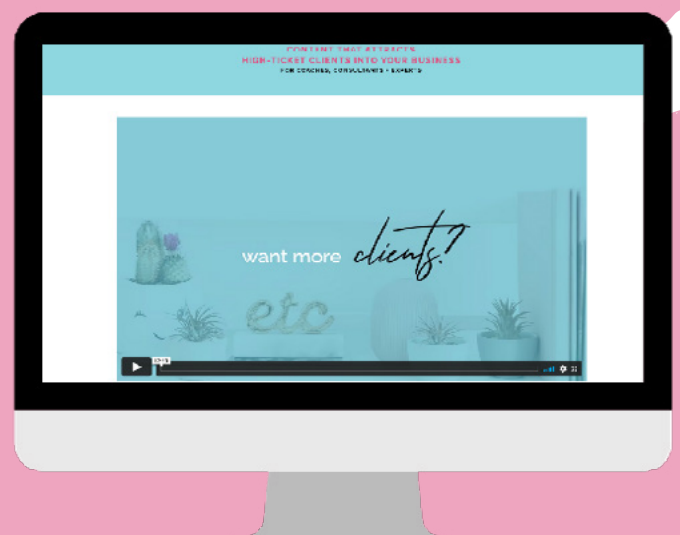 CONTENT THAT ATTRACTS
HIGH-TICKET CLIENTS INTO YOUR BUSINESS
FOR COACHES, CONSULTANTS + EXPERTS
want more clients?
etc